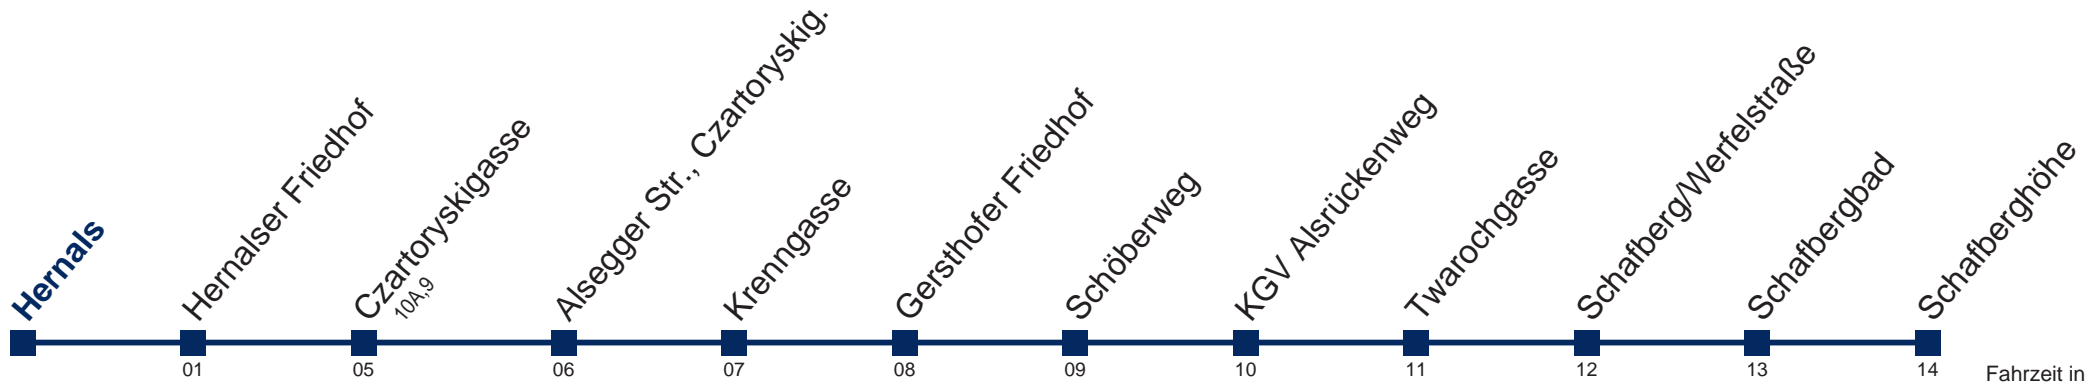 Hernals
Hernalser Friedhof
Czartoryskigasse
10A,9
Alsegger Str., Czartoryskig.
Krenngasse
Gersthofer Friedhof
Schöberweg
KGV Alsrückenweg
Twarochgasse
Schafberg/Werfelstraße
Schafbergbad
Schafberghöhe
01
05
06
07
08
09
10
11
12
13
14
Fahrzeit in